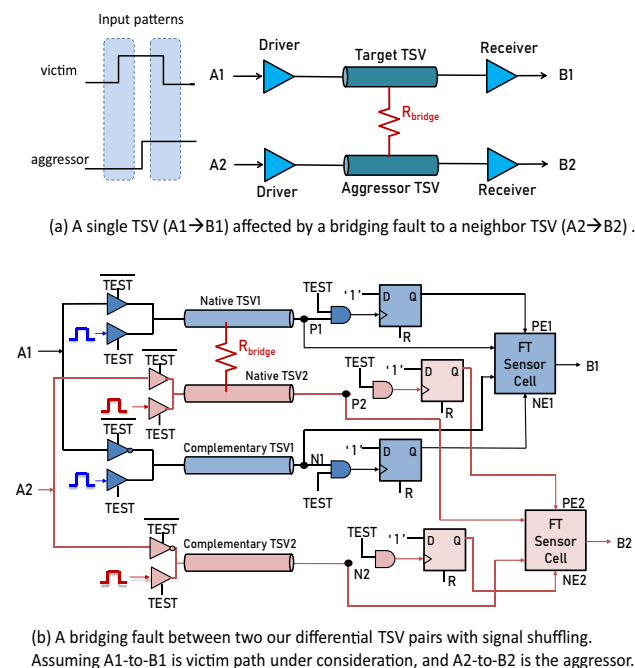 Input patterns
victim
aggressor
A1
Driver
Target TSV
Receiver
B1
Rbridge
A2
Driver
Aggressor TSV
Receiver
B2
(a) A single TSV (A1→B1) affected by a bridging fault to a neighbor TSV (A2→B2) .
TEST
TEST
Native TSV1
P1
TEST
'1'
D Q
R
PE1
FT
Sensor
Cell
NE1
B1
A1
Rbridge
TEST
TEST
Native TSV2
P2
TEST
'1'
D Q
R
TEST
TEST
Complementary TSV1
N1
TEST
'1'
D Q
R
A2
PE2
FT
Sensor
Cell
NE2
B2
TEST
TEST
Complementary TSV2
N2
TEST
'1'
D Q
R
(b) A bridging fault between two our differential TSV pairs with signal shuffling.
Assuming A1-to-B1 is victim path under consideration, and A2-to-B2 is the aggressor.